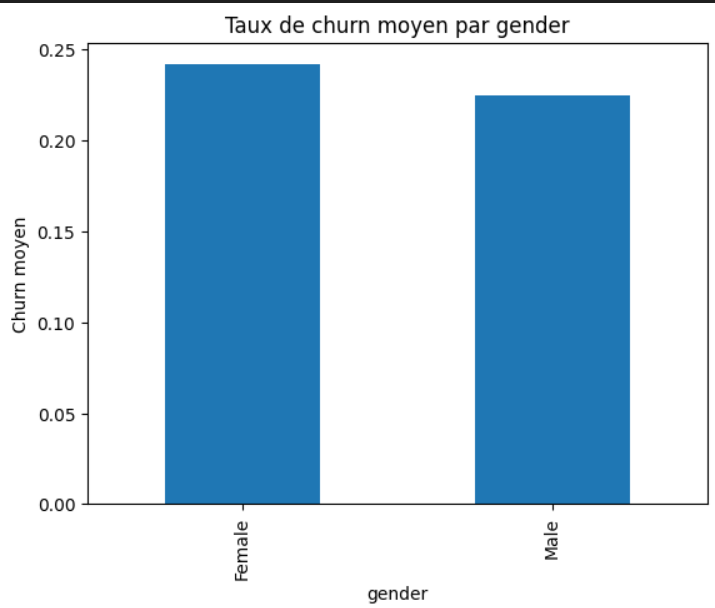 Taux de churn moyen par gender
0.25
0.20
0.15
0.10
0.05
0.00
Churn moyen
Female
Male
gender